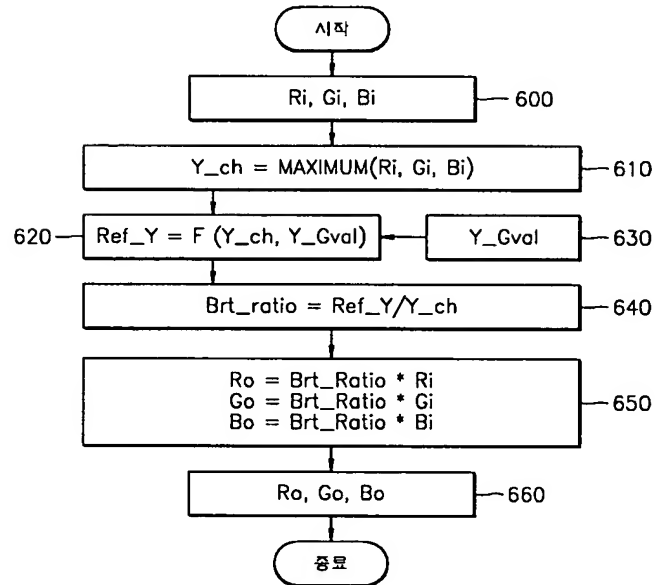 시작
Ri, Gi, Bi
600
Y_ch = MAXIMUM(Ri, Gi, Bi)
610
620
Ref_Y = F (Y_ch, Y_Gval)
Y_Gval
630
Brt_ratio = Ref_Y/Y_ch
640
Ro = Brt_Ratio * Ri
Go = Brt_Ratio * Gi
Bo = Brt_Ratio * Bi
650
Ro, Go, Bo
660
종료